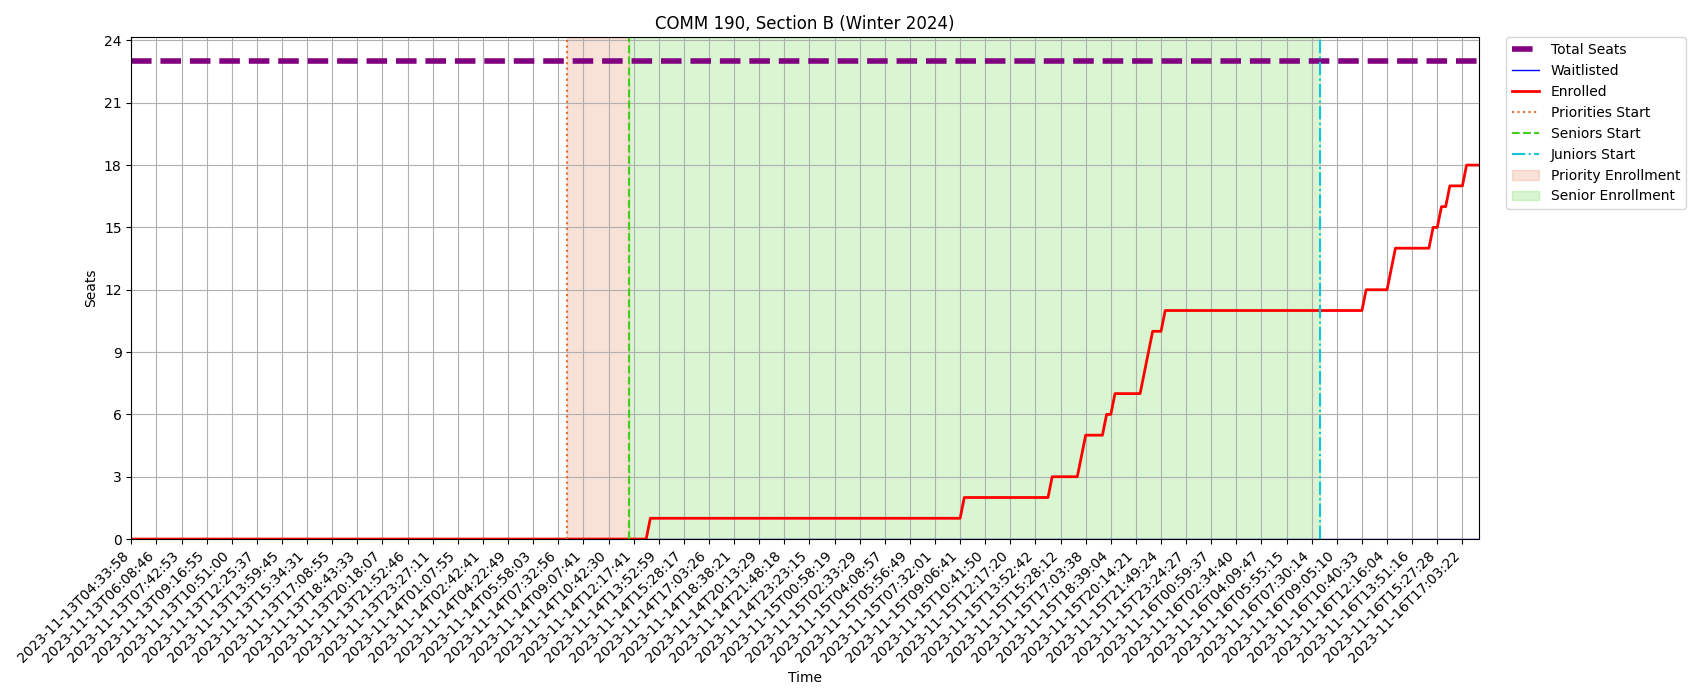 COMM 190, Section B (Winter 2024)
24
21
18
15
12
9
6
3
0
Seats
Total Seats
Waitlisted
Enrolled
Priorities Start
Seniors Start
Juniors Start
Priority Enrollment
Senior Enrollment
2023-11-13T04:33:58
2023-11-13T06:08:46
2023-11-13T07:42:53
2023-11-13T09:16:55
2023-11-13T10:51:00
2023-11-13T12:25:37
2023-11-13T13:59:45
2023-11-13T15:34:31
2023-11-13T17:08:55
2023-11-13T18:43:33
2023-11-13T20:18:07
2023-11-13T21:52:46
2023-11-13T23:27:11
2023-11-14T01:07:55
2023-11-14T02:42:41
2023-11-14T04:22:49
2023-11-14T05:58:03
2023-11-14T07:32:56
2023-11-14T09:07:41
2023-11-14T10:42:30
2023-11-14T12:17:41
2023-11-14T13:52:59
2023-11-14T15:28:17
2023-11-14T17:03:26
2023-11-14T18:38:21
2023-11-14T20:13:29
2023-11-14T21:48:18
2023-11-14T23:23:15
2023-11-15T00:58:19
2023-11-15T02:33:29
2023-11-15T04:08:57
2023-11-15T05:56:49
2023-11-15T07:32:01
2023-11-15T09:06:41
2023-11-15T10:41:50
2023-11-15T12:17:20
2023-11-15T13:52:42
2023-11-15T15:28:12
2023-11-15T17:03:38
2023-11-15T18:39:04
2023-11-15T20:14:21
2023-11-15T21:49:24
2023-11-15T23:24:27
2023-11-16T00:59:37
2023-11-16T02:34:40
2023-11-16T04:09:47
2023-11-16T05:55:15
2023-11-16T07:30:14
2023-11-16T09:05:10
2023-11-16T10:40:33
2023-11-16T12:16:04
2023-11-16T13:51:16
2023-11-16T15:27:28
2023-11-16T17:03:22
Time